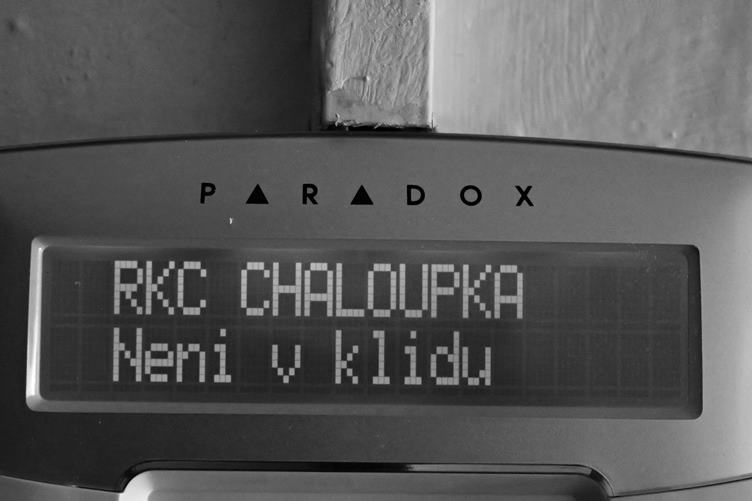 PARADOX
RKC CHALOUPKA
Neni v klidu